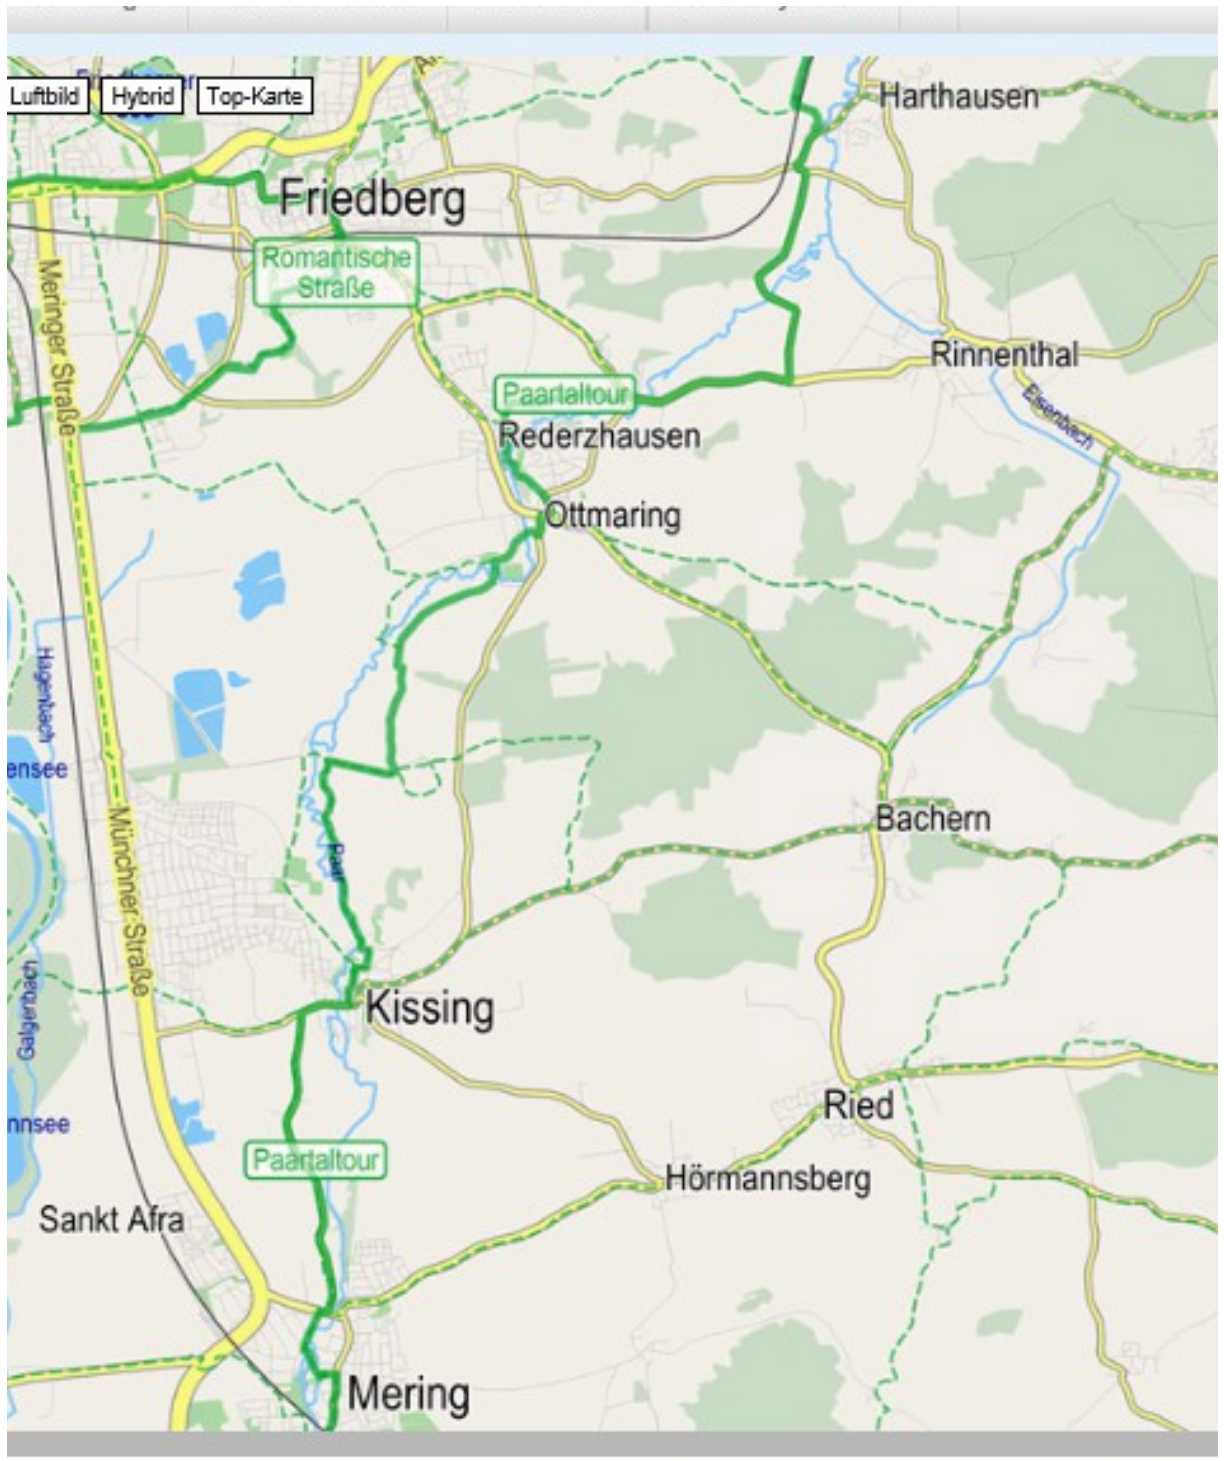 Luftbild
Hybrid
Top-Karte
Harthausen
Friedberg
Romantische
Straße
Meringer Straße
Rinnenthal
Eisenbach
Paartaltour
Rederzhausen
Ottmaring
Hagenbach
ensee
Bachern
Münchner Straße
Paar
Galgenbach
Kissing
Ried
nnsee
Paartaltour
Hörmannsberg
Sankt Afra
Mering